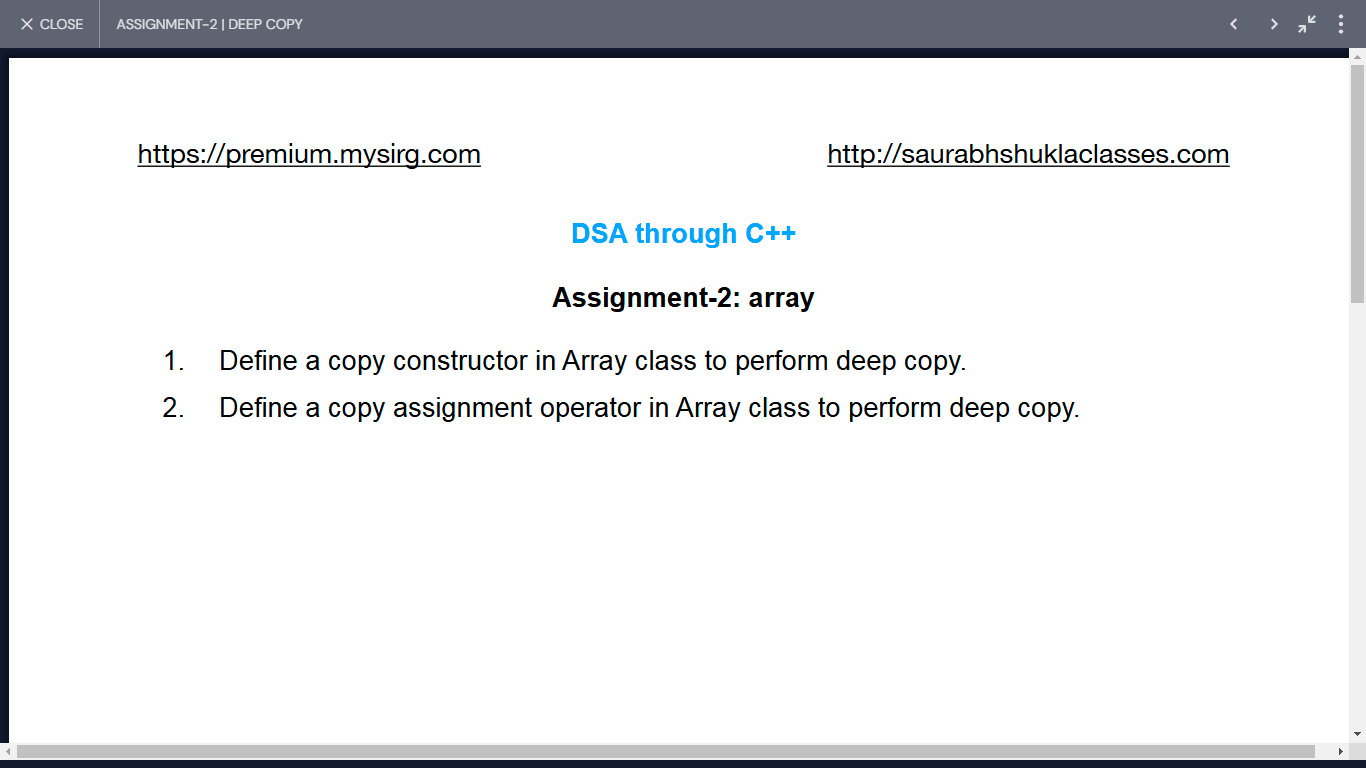 CLOSE
ASSIGNMENT-2 | DEEP COPY
https://premium.mysirg.com
http://saurabhshuklaclasses.com
DSA through C++
Assignment-2: array
1. Define a copy constructor in Array class to perform deep copy.
2. Define a copy assignment operator in Array class to perform deep copy.